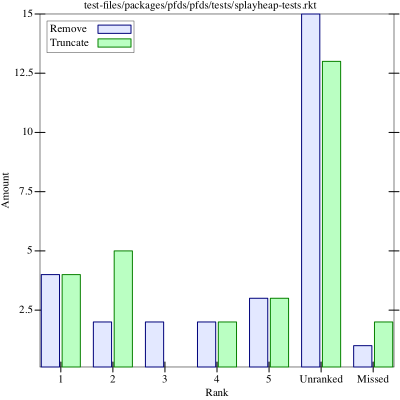 test-files/packages/pfds/pfds/tests/splayheap-tests.rkt
Remove
Truncate
15
12.5
10
7.5
5
2.5
Amount
1 2 3 4 5 Unranked Missed
Rank